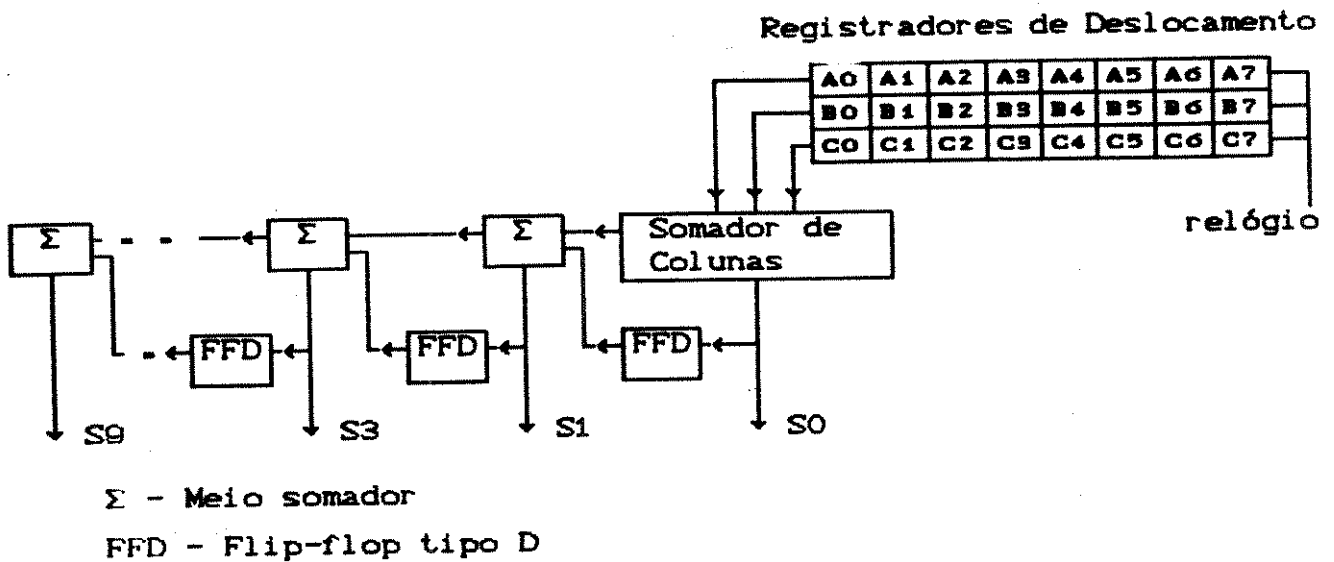 Registradores de Deslocamento
A0 A1 A2 A3 A4 A5 A6 A7
B0 B1 B2 B3 B4 B5 B6 B7
C0 C1 C2 C3 C4 C5 C6 C7
relógio
Σ Σ Σ Somador de
Colunas
FFD FFD FFD
S9 S3 S1 S0
Σ - Meio somador
FFD - Flip-flop tipo D